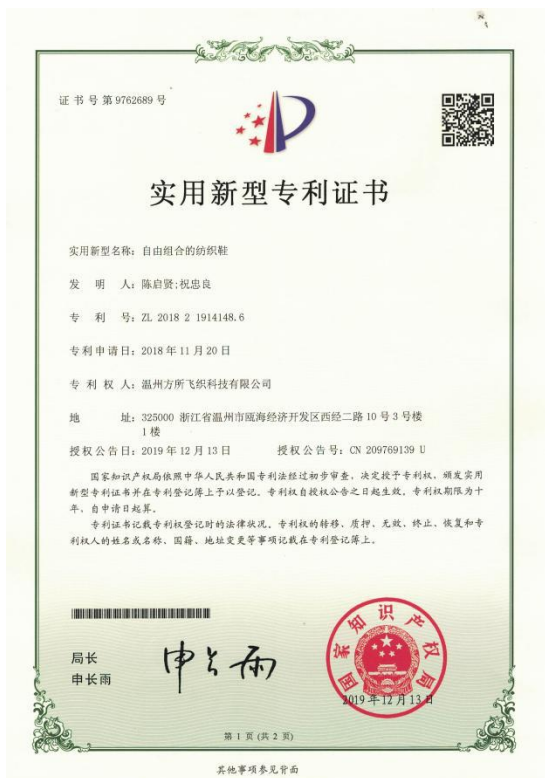 证书号第9762689号
实用新型专利证书
实用新型名称：自由组合的纺织鞋
发 明 人：陈启贤;祝忠良
专 利 号：ZL 2018 2 1914148.6
专利申请日：2018年11月20日
专 利 权 人：温州方所飞织科技有限公司
地 址：325000 浙江省温州市瓯海经济开发区西经二路10号3号楼
1楼
授权公告日：2019年12月13日 授权公告号：CN 209769139 U
国家知识产权局依照中华人民共和国专利法经过初步审查，决定授予专利权，颁发实用
新型专利证书并在专利登记簿上予以登记。专利权自授权公告之日起生效。专利权期限为十
年，自申请日起算。
专利证书记载专利权登记时的法律状况。专利权的转移、质押、无效、终止、恢复和专
利权人的姓名或名称、国籍、地址变更等事项记载在专利登记簿上。
局长
申长雨
申长雨
国家知识产权局
2019年12月13日
第 1 页 (共 2 页)
其他事项参见背面